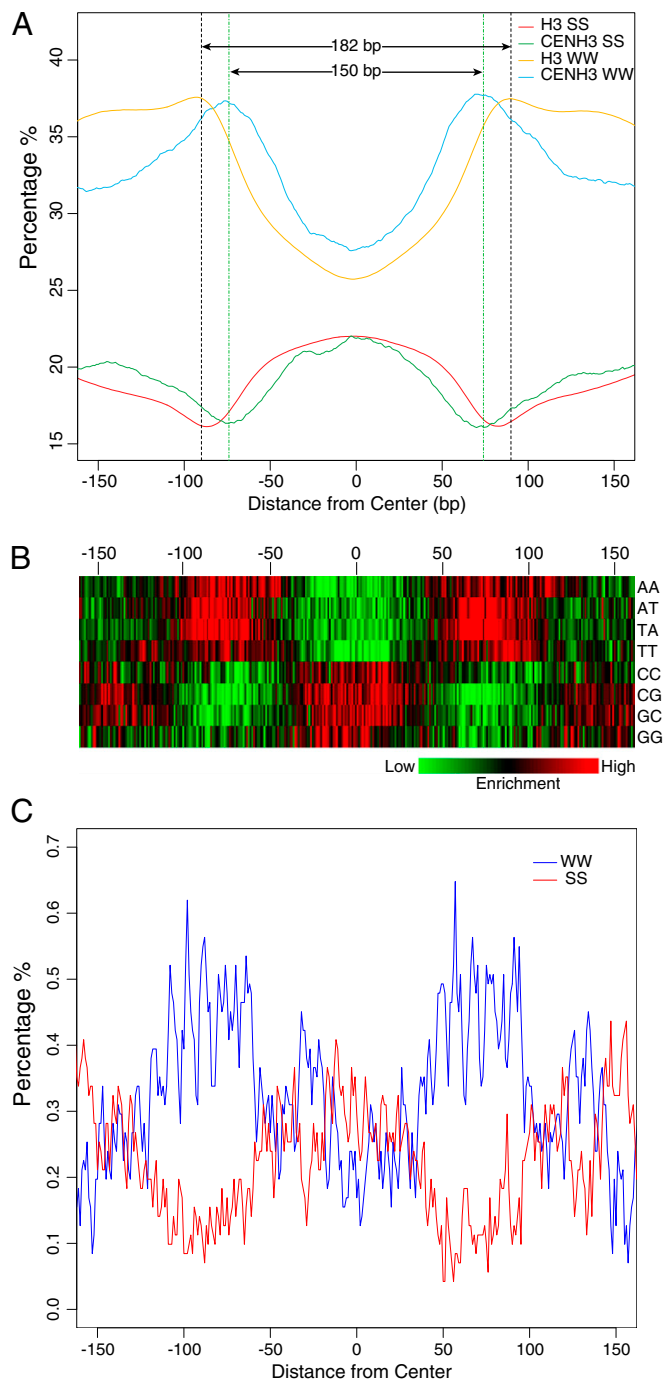 A
H3 SS
CENH3 SS
H3 WW
CENH3 WW
182 bp
150 bp
Percentage %
40
35
30
25
20
15
-150 -100 -50 0 50 100 150
Distance from Center (bp)
B
-150 -100 -50 0 50 100 150
AA
AT
TA
TT
CC
CG
GC
GG
Low High
Enrichment
C
WW
SS
Percentage %
0.7
0.6
0.5
0.4
0.3
0.2
0.1
0.0
-150 -100 -50 0 50 100 150
Distance from Center